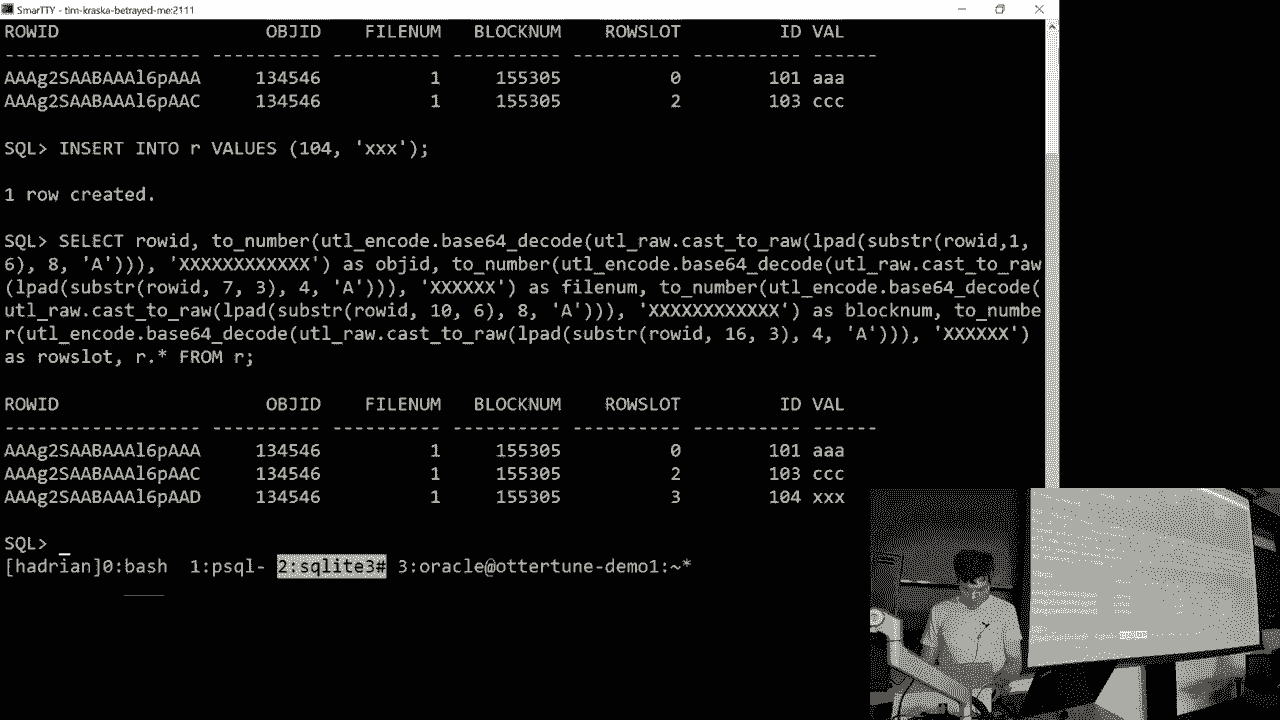 SmarTTY - tim-kraska-betrayed-me:2111
ROWID OBJID FILENUM BLOCKNUM ROWSLOT ID VAL
------------------ ---------- ---------- ---------- ---------- ---------- ------
AAAg2SAABAAAl6pAAA 134546 1 155305 0 101 aaa
AAAg2SAABAAAl6pAAC 134546 1 155305 2 103 ccc
SQL> INSERT INTO r VALUES (104, 'xxx');
1 row created.
SQL> SELECT rowid, to_number(utl_encode.base64_decode(utl_raw.cast_to_raw(lpad(substr(rowid,1,
6), 8, 'A'))), 'XXXXXXXXXXXX') as objid, to_number(utl_encode.base64_decode(utl_raw.cast_to_raw
(lpad(substr(rowid, 7, 3), 4, 'A'))), 'XXXXXX') as filenum, to_number(utl_encode.base64_decode(
utl_raw.cast_to_raw(lpad(substr(rowid, 10, 6), 8, 'A'))), 'XXXXXXXXXXXX') as blocknum, to_numbe
r(utl_encode.base64_decode(utl_raw.cast_to_raw(lpad(substr(rowid, 16, 3), 4, 'A'))), 'XXXXXX')
as rowslot, r.* FROM r;
ROWID OBJID FILENUM BLOCKNUM ROWSLOT ID VAL
------------------ ---------- ---------- ---------- ---------- ---------- ------
AAAg2SAABAAAl6pAAA 134546 1 155305 0 101 aaa
AAAg2SAABAAAl6pAAC 134546 1 155305 2 103 ccc
AAAg2SAABAAAl6pAAD 134546 1 155305 3 104 xxx
SQL>
[hadrian]0:bash 1:psql- 2:sqlite3# 3:oracle@ottertune-demo1:~*